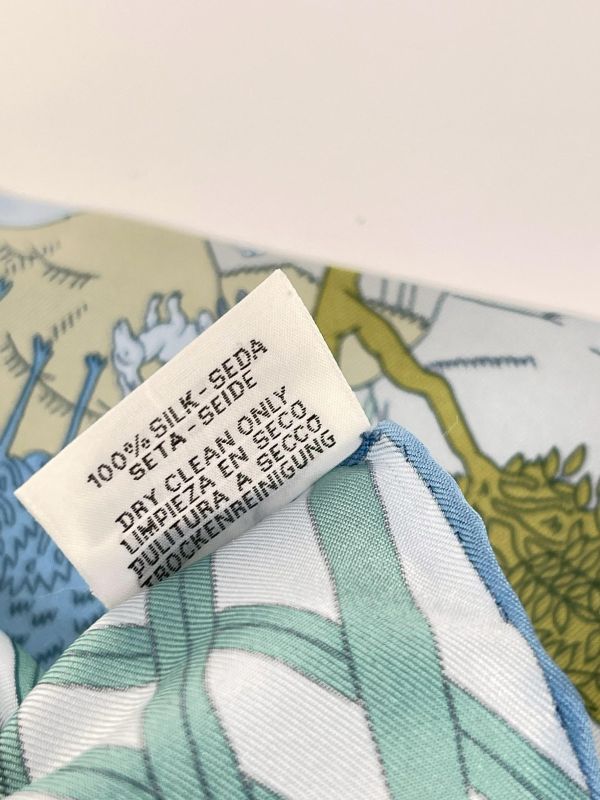 100% SILK - SEDA
SETA - SEIDE
DRY CLEAN ONLY
LIMPIEZA EN SECO
PULITURA A SECCO
TROCKENREINIGUNG